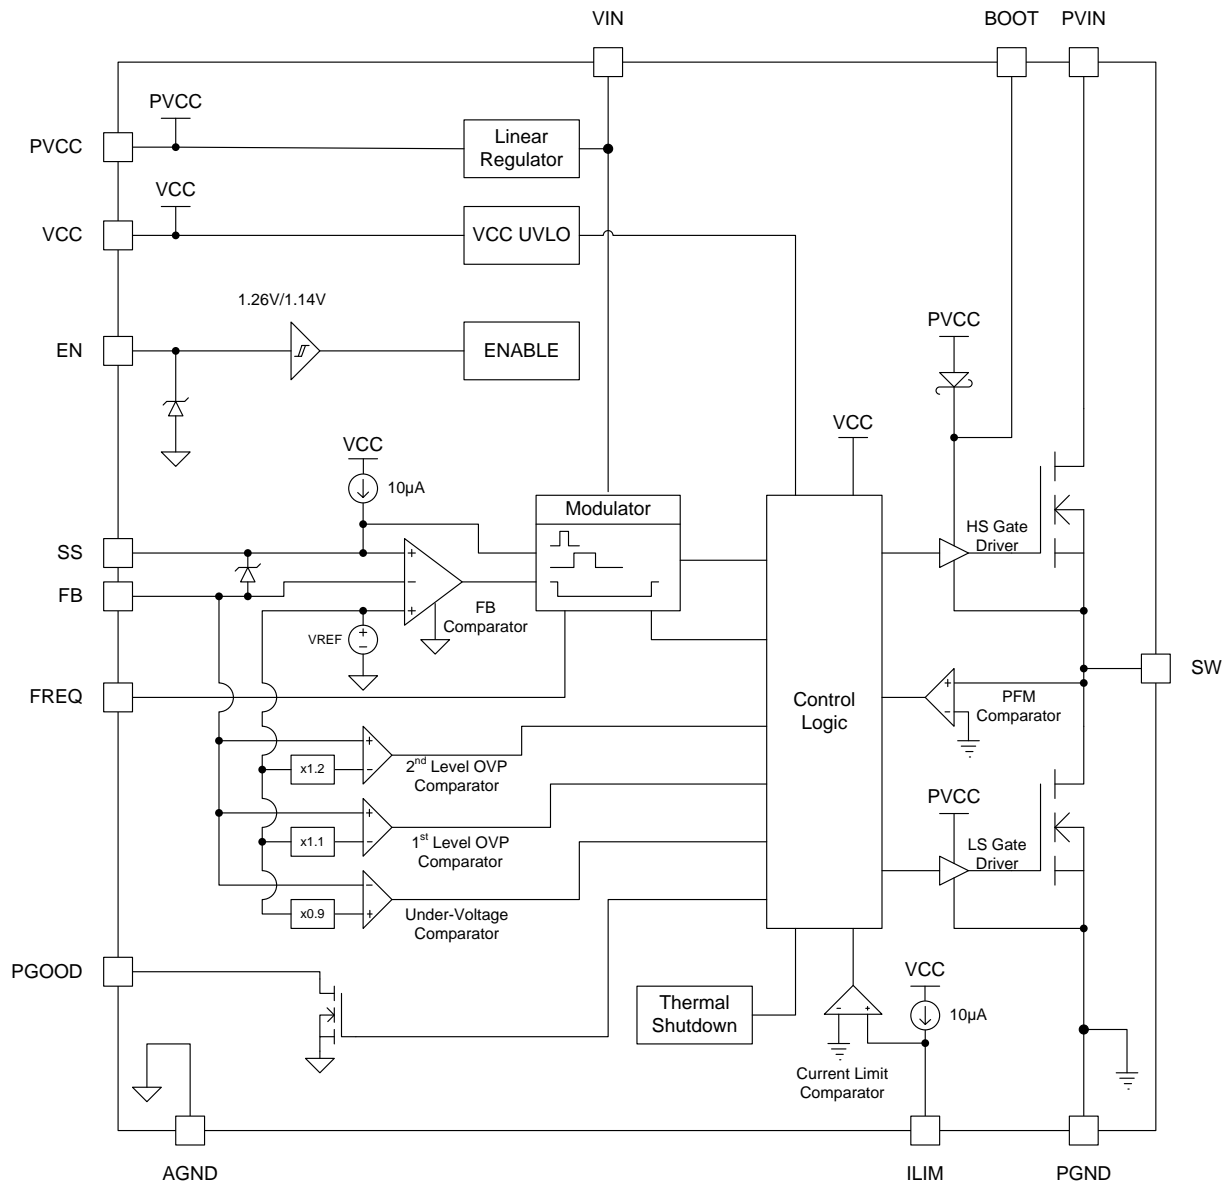 VIN
BOOT
PVIN
PVCC
PVCC
Linear
Regulator
VCC
VCC
VCC UVLO
1.26V/1.14V
EN
ENABLE
PVCC
VCC
VCC
10µA
Modulator
HS Gate
Driver
SS
+
FB
−
+
FB
Comparator
VREF
+
−
SW
FREQ
Control
Logic
+
-
PFM
Comparator
+
-
x1.2
2nd Level OVP
Comparator
PVCC
+
-
x1.1
1st Level OVP
Comparator
LS Gate
Driver
-
+
x0.9
Under-Voltage
Comparator
PGOOD
VCC
Thermal
Shutdown
-
+
10µA
Current Limit
Comparator
AGND
ILIM
PGND